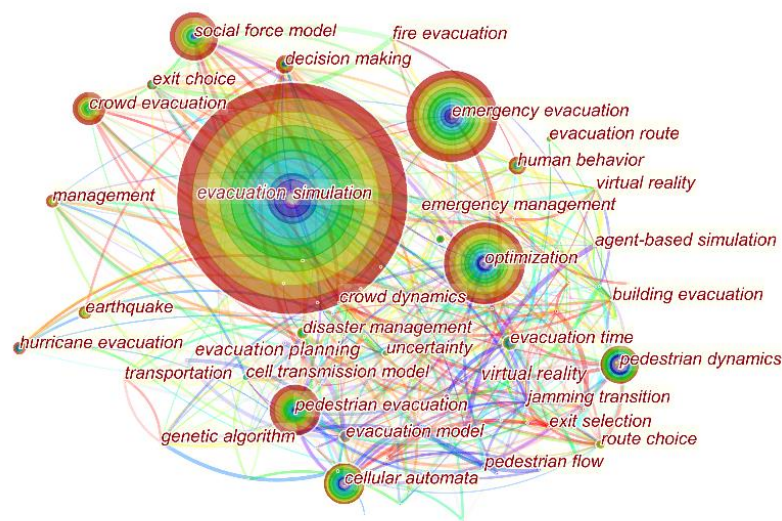 social force model
fire evacuation
decision making
exit choice
crowd evacuation
emergency evacuation
evacuation route
human behavior
management
evacuation simulation
virtual reality
emergency management
agent-based simulation
optimization
crowd dynamics
building evacuation
earthquake
disaster management
hurricane evacuation
evacuation planning
uncertainty
evacuation time
pedestrian dynamics
transportation
cell transmission model
virtual reality
jamming transition
pedestrian evacuation
exit selection
genetic algorithm
evacuation model
route choice
pedestrian flow
cellular automata